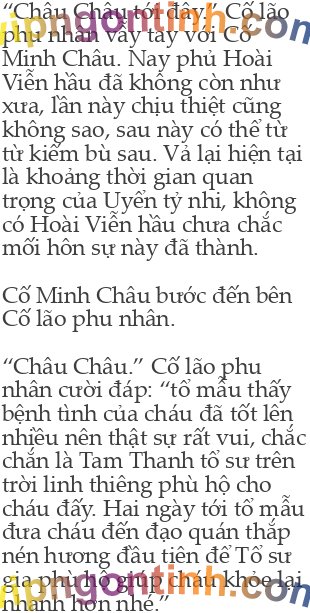 “Châu Châu tới đây.” Cố lão
phu nhân vẫy tay với Cố
Minh Châu. Nay phủ Hoài
Viễn hầu đã không còn như
xưa, lần này chịu thiệt cũng
không sao, sau này có thể từ
từ kiếm bù sau. Vả lại hiện tại
là khoảng thời gian quan
trọng của Uyển tỷ nhi, không
có Hoài Viễn hầu chưa chắc
mối hôn sự này đã thành.

Cố Minh Châu bước đến bên
Cố lão phu nhân.

“Châu Châu.” Cố lão phu
nhân cười đáp: “tổ mẫu thấy
bệnh tình của cháu đã tốt lên
nhiều nên thật sự rất vui, chắc
chắn là Tam Thanh tổ sư trên
trời linh thiêng phù hộ cho
cháu đấy. Hai ngày tới tổ mẫu
đưa cháu đến đạo quán thắp
nén hương đầu tiên để Tổ sư
gia phù hộ giúp cháu khỏe lại
nhanh hơn nhé.”